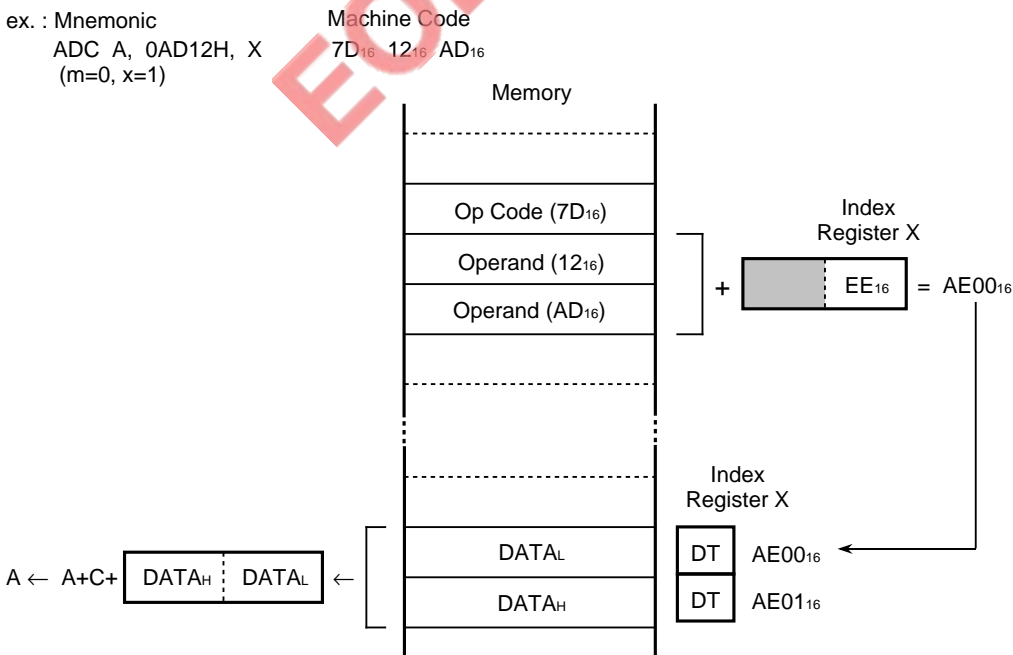 ex. : Mnemonic Machine Code
ADC A, 0AD12H, X 7D16 1216 AD16
(m=0, x=1)
Memory
Op Code (7D16)
Operand (1216)
Operand (AD16)
Index
Register X
+ EE16 = AE0016
Index
Register X
DATAL DT AE0016
DATAH DT AE0116
A ← A+C+ DATAH DATAL ←